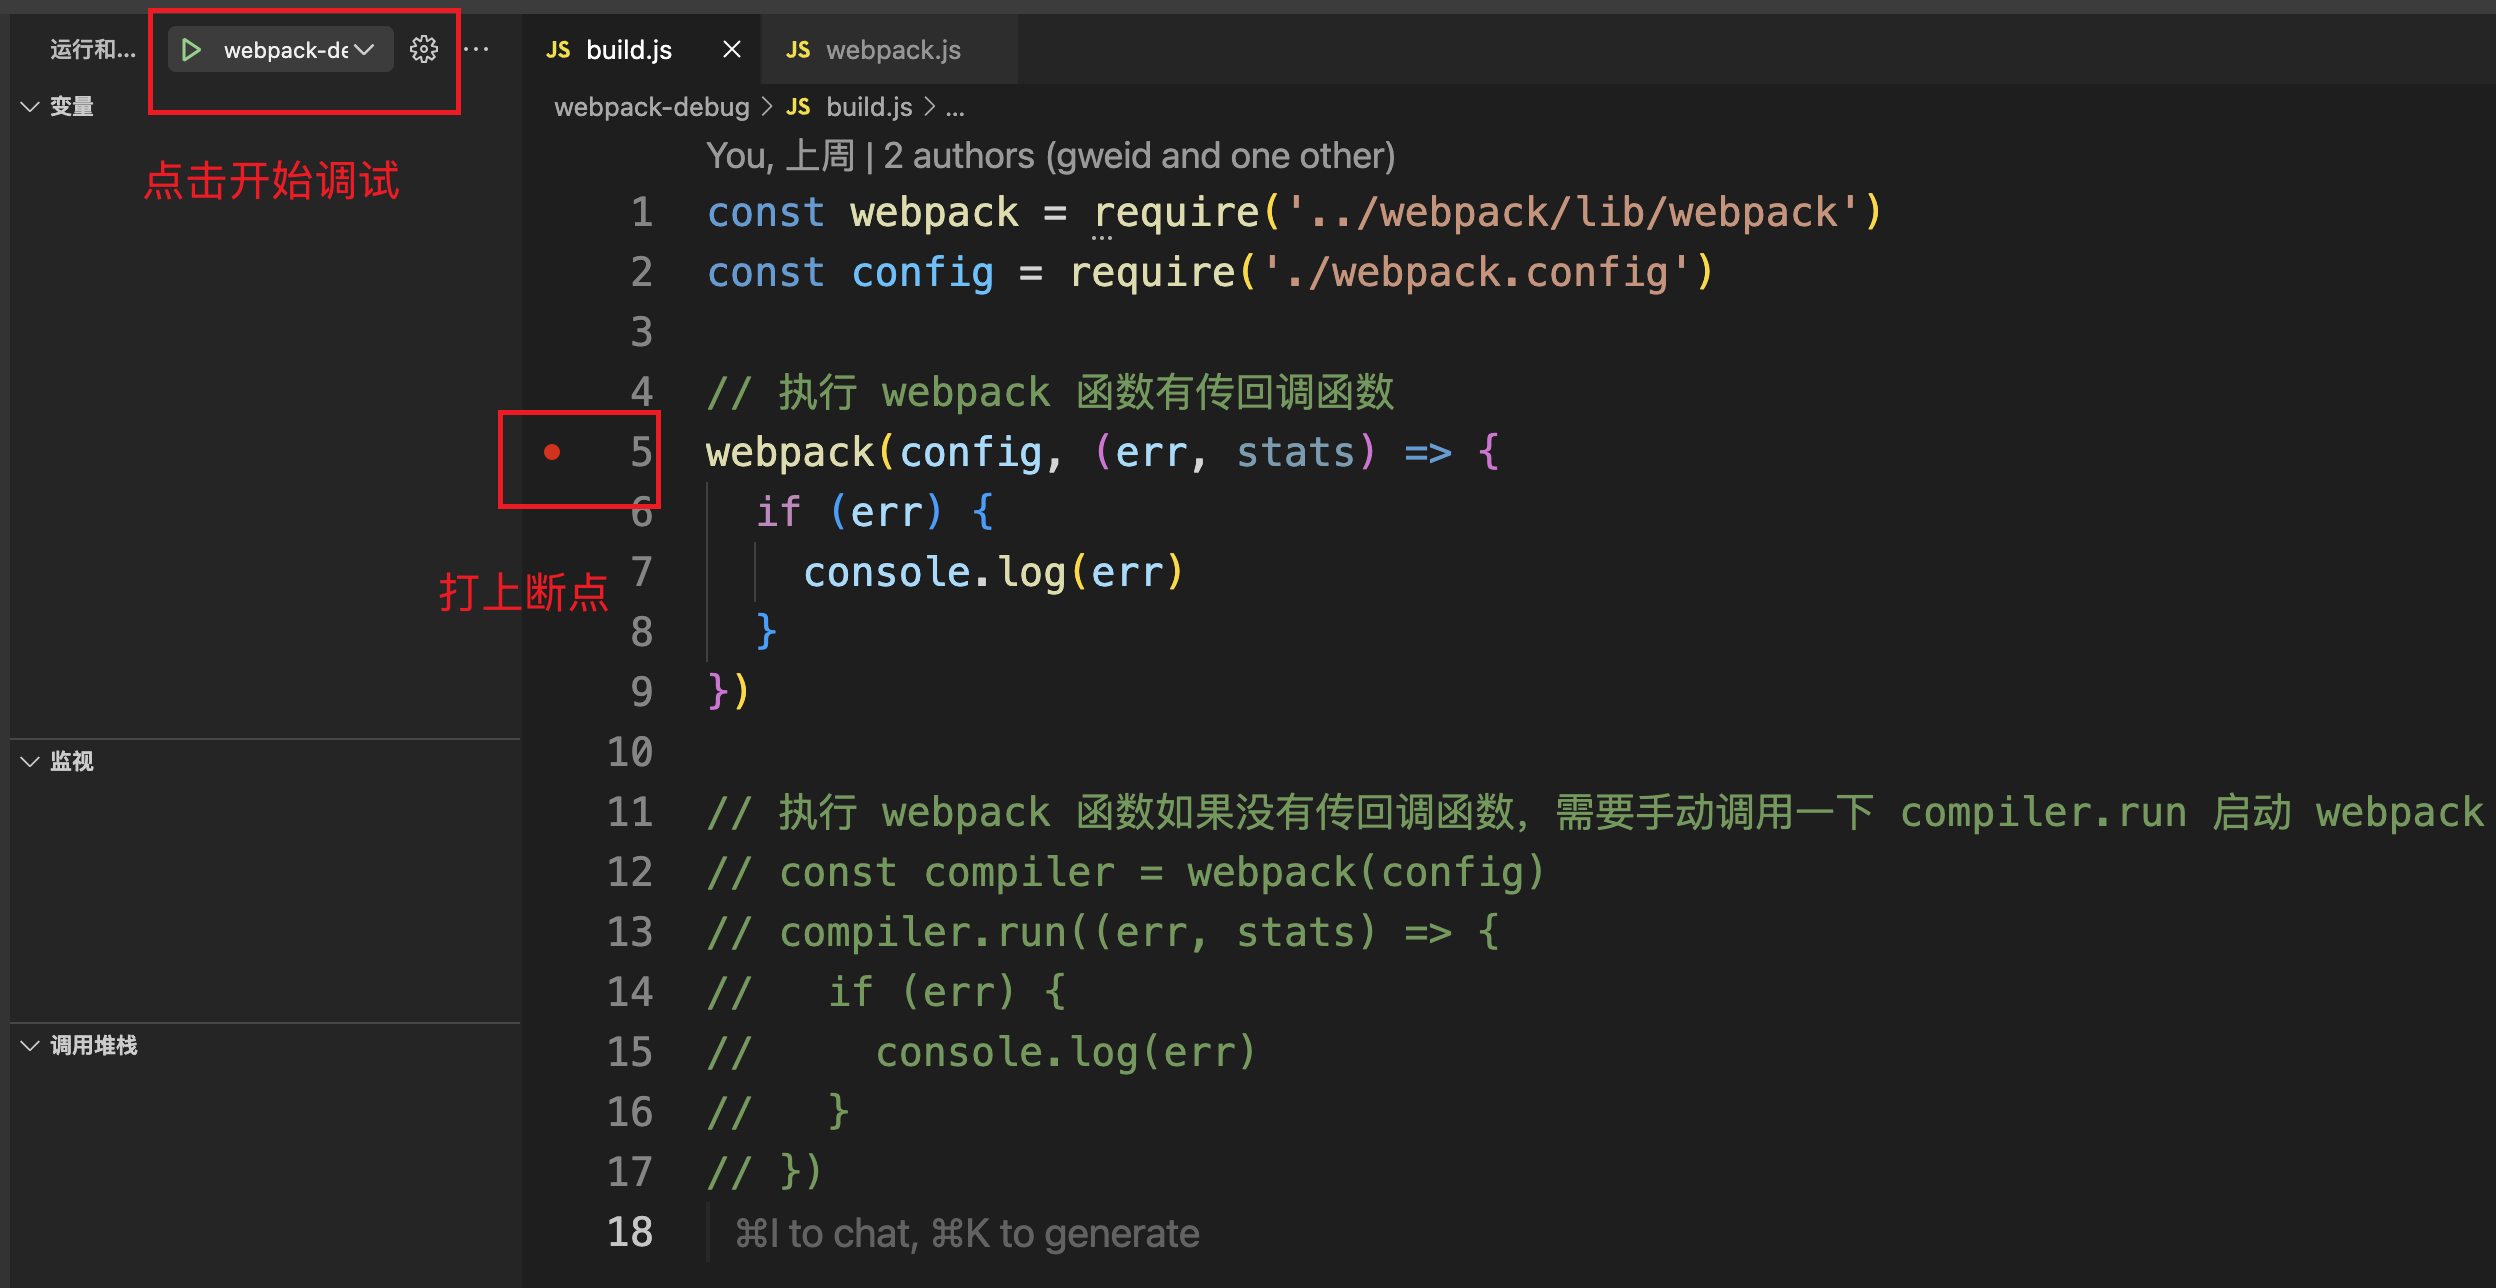 运行和...
webpack-de
变量
点击开始调试
打上断点
监视
调用堆栈
JS build.js
JS webpack.js
webpack-debug > JS build.js > ...
You, 上周 | 2 authors (gweid and one other)
1 const webpack = require('../webpack/lib/webpack')
2 const config = require('./webpack.config')
3
4 // 执行 webpack 函数有传回调函数
5 webpack(config, (err, stats) => {
6   if (err) {
7     console.log(err)
8   }
9 })
10
11 // 执行 webpack 函数如果没有传回调函数，需要手动调用一下 compiler.run 启动 webpack
12 // const compiler = webpack(config)
13 // compiler.run((err, stats) => {
14 //   if (err) {
15 //     console.log(err)
16 //   }
17 // })
18 ⌘I to chat, ⌘K to generate